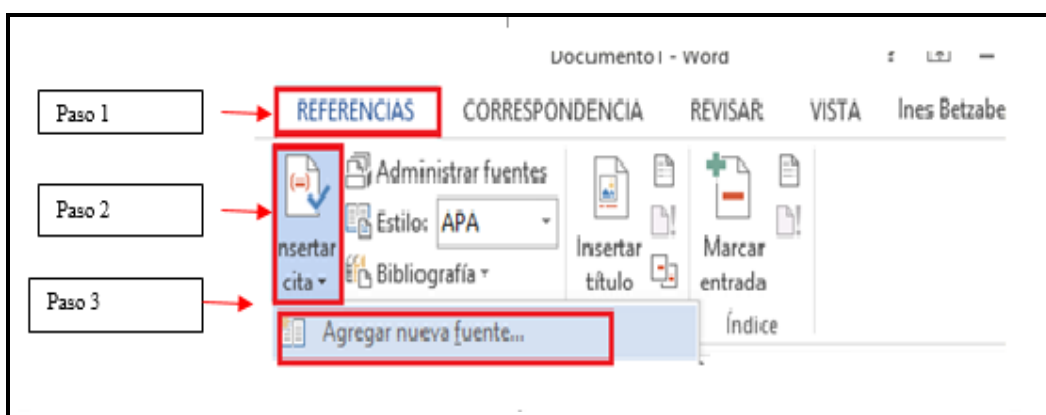 Documento1 - Word
REFERENCIAS CORRESPONDENCIA REVISAR VISTA Ines Betzabe
Paso 1
Administrar fuentes
Paso 2
Estilo: APA
nsertar cita
Bibliografía
Insertar título
Marcar entrada
Índice
Paso 3
Agregar nueva fuente...